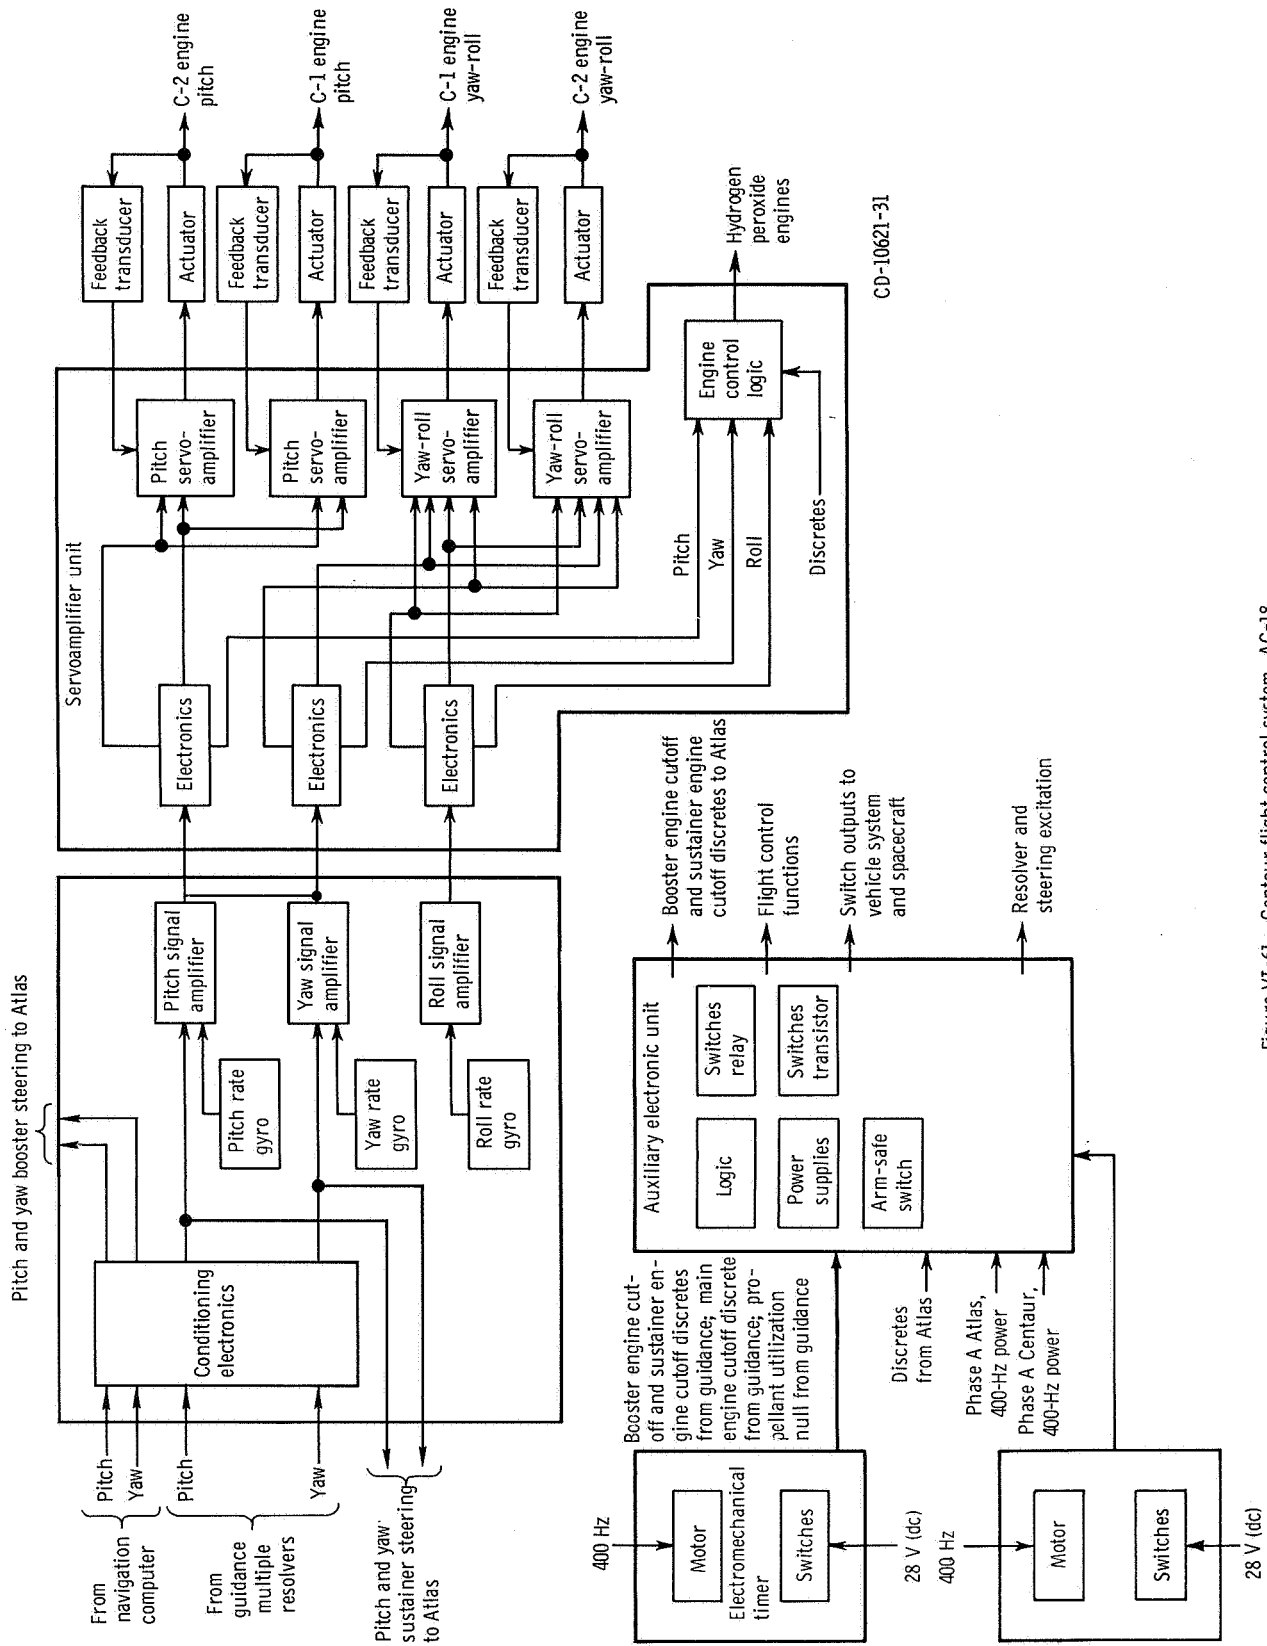 Pitch and yaw booster steering to Atlas
From
navigation
computer
Pitch
Yaw
From
guidance
multiple
resolvers
Pitch
Yaw
Pitch and yaw
sustainer steering
to Atlas
Conditioning
electronics
Pitch rate
gyro
Yaw rate
gyro
Roll rate
gyro
Pitch signal
amplifier
Yaw signal
amplifier
Roll signal
amplifier
Servoamplifier unit
Electronics
Electronics
Electronics
Pitch
servo-
amplifier
Pitch
servo-
amplifier
Yaw-roll
servo-
amplifier
Yaw-roll
servo-
amplifier
Feedback
transducer
Actuator
Feedback
transducer
Actuator
Feedback
transducer
Actuator
Feedback
transducer
Actuator
C-2 engine
pitch
C-1 engine
pitch
C-1 engine
yaw-roll
C-2 engine
yaw-roll
Pitch
Yaw
Roll
Discretes
Engine
control
logic
Hydrogen
peroxide
engines
CD-10621-31
400 Hz
Motor
Electromechanical
timer
Switches
28 V (dc)
400 Hz
Motor
Switches
28 V (dc)
Booster engine cut-
off and sustainer en-
gine cutoff discretes
from guidance; main
engine cutoff discrete
from guidance; pro-
pellant utilization
null from guidance
Discretes
from Atlas
Phase A Atlas,
400-Hz power
Phase A Centaur,
400-Hz power
Auxiliary electronic unit
Logic
Switches
relay
Power
supplies
Switches
transistor
Arm-safe
switch
Booster engine cutoff
and sustainer engine
cutoff discretes to Atlas
Flight control
functions
Switch outputs to
vehicle system
and spacecraft
Resolver and
steering excitation